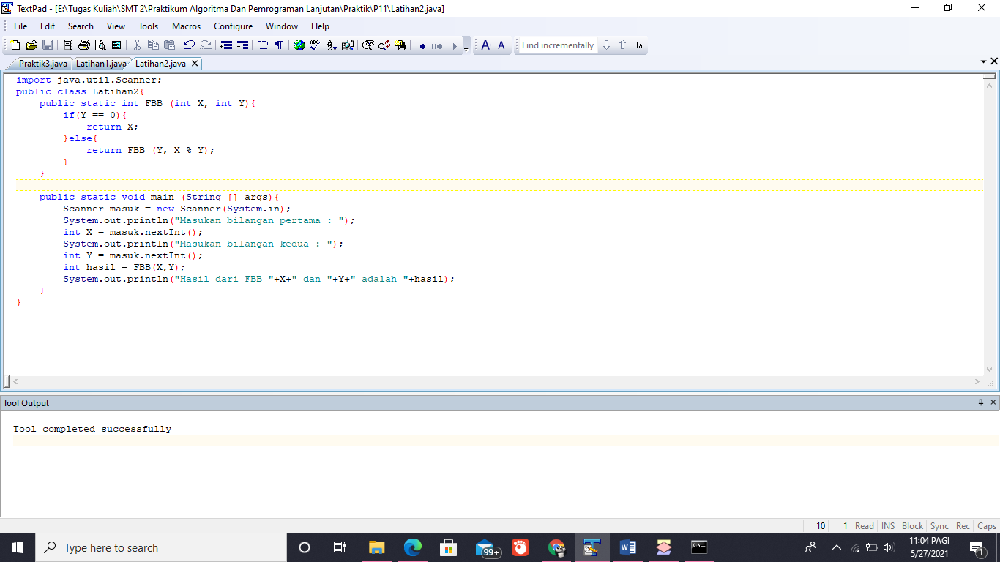 TextPad - [E:\Tugas Kuliah\SMT 2\Praktikum Algoritma Dan Pemrograman Lanjutan\Praktik\P11\Latihan2.java]
File Edit Search View Tools Macros Configure Window Help
Find incrementally
Praktik3.java Latihan1.java Latihan2.java
import java.util.Scanner;
public class Latihan2{
    public static int FBB (int X, int Y){
        if(Y == 0){
            return X;
        }else{
            return FBB (Y, X % Y);
        }
    }
    public static void main (String [] args){
        Scanner masuk = new Scanner(System.in);
        System.out.println("Masukan bilangan pertama : ");
        int X = masuk.nextInt();
        System.out.println("Masukan bilangan kedua : ");
        int Y = masuk.nextInt();
        int hasil = FBB(X,Y);
        System.out.println("Hasil dari FBB "+X+" dan "+Y+" adalah "+hasil);
    }
}
Tool Output
Tool completed successfully
10 1 Read INS Block Sync Rec Caps
Type here to search
99+
11:04 PAGI
5/27/2021
1